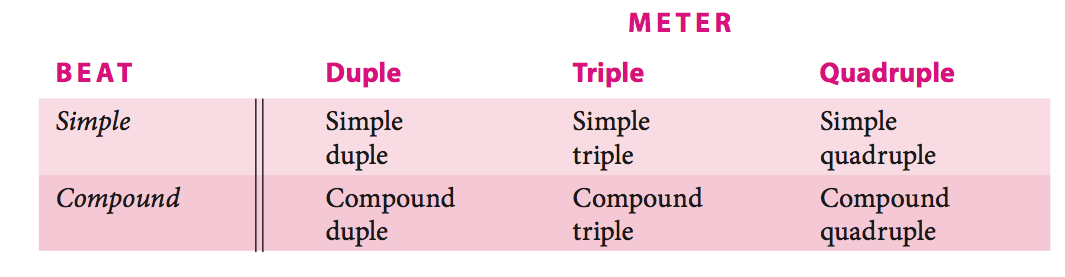 METER
BEAT Duple Triple Quadruple
Simple Simple Simple Simple
duple triple quadruple
Compound Compound Compound Compound
duple triple quadruple